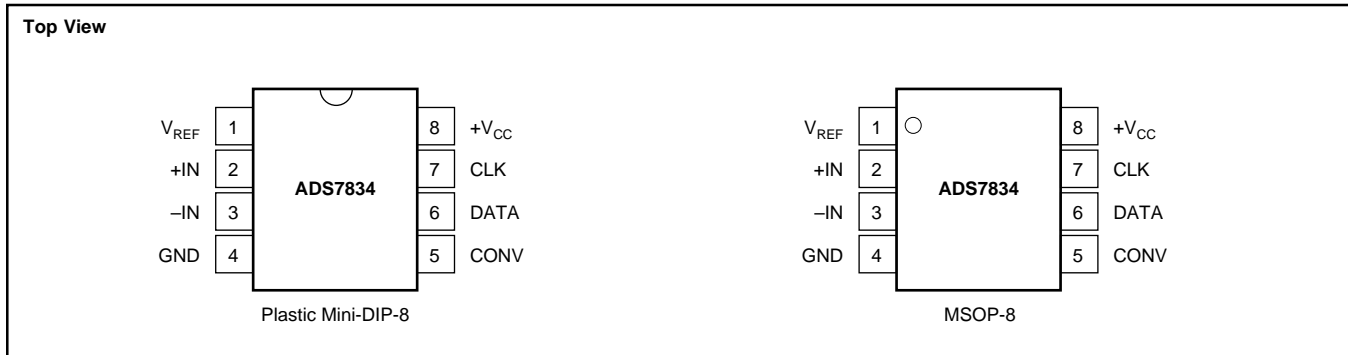 Top View
V_REF 1 8 +V_CC
+IN 2 7 CLK
ADS7834
–IN 3 6 DATA
GND 4 5 CONV
Plastic Mini-DIP-8
V_REF 1 8 +V_CC
+IN 2 7 CLK
ADS7834
–IN 3 6 DATA
GND 4 5 CONV
MSOP-8